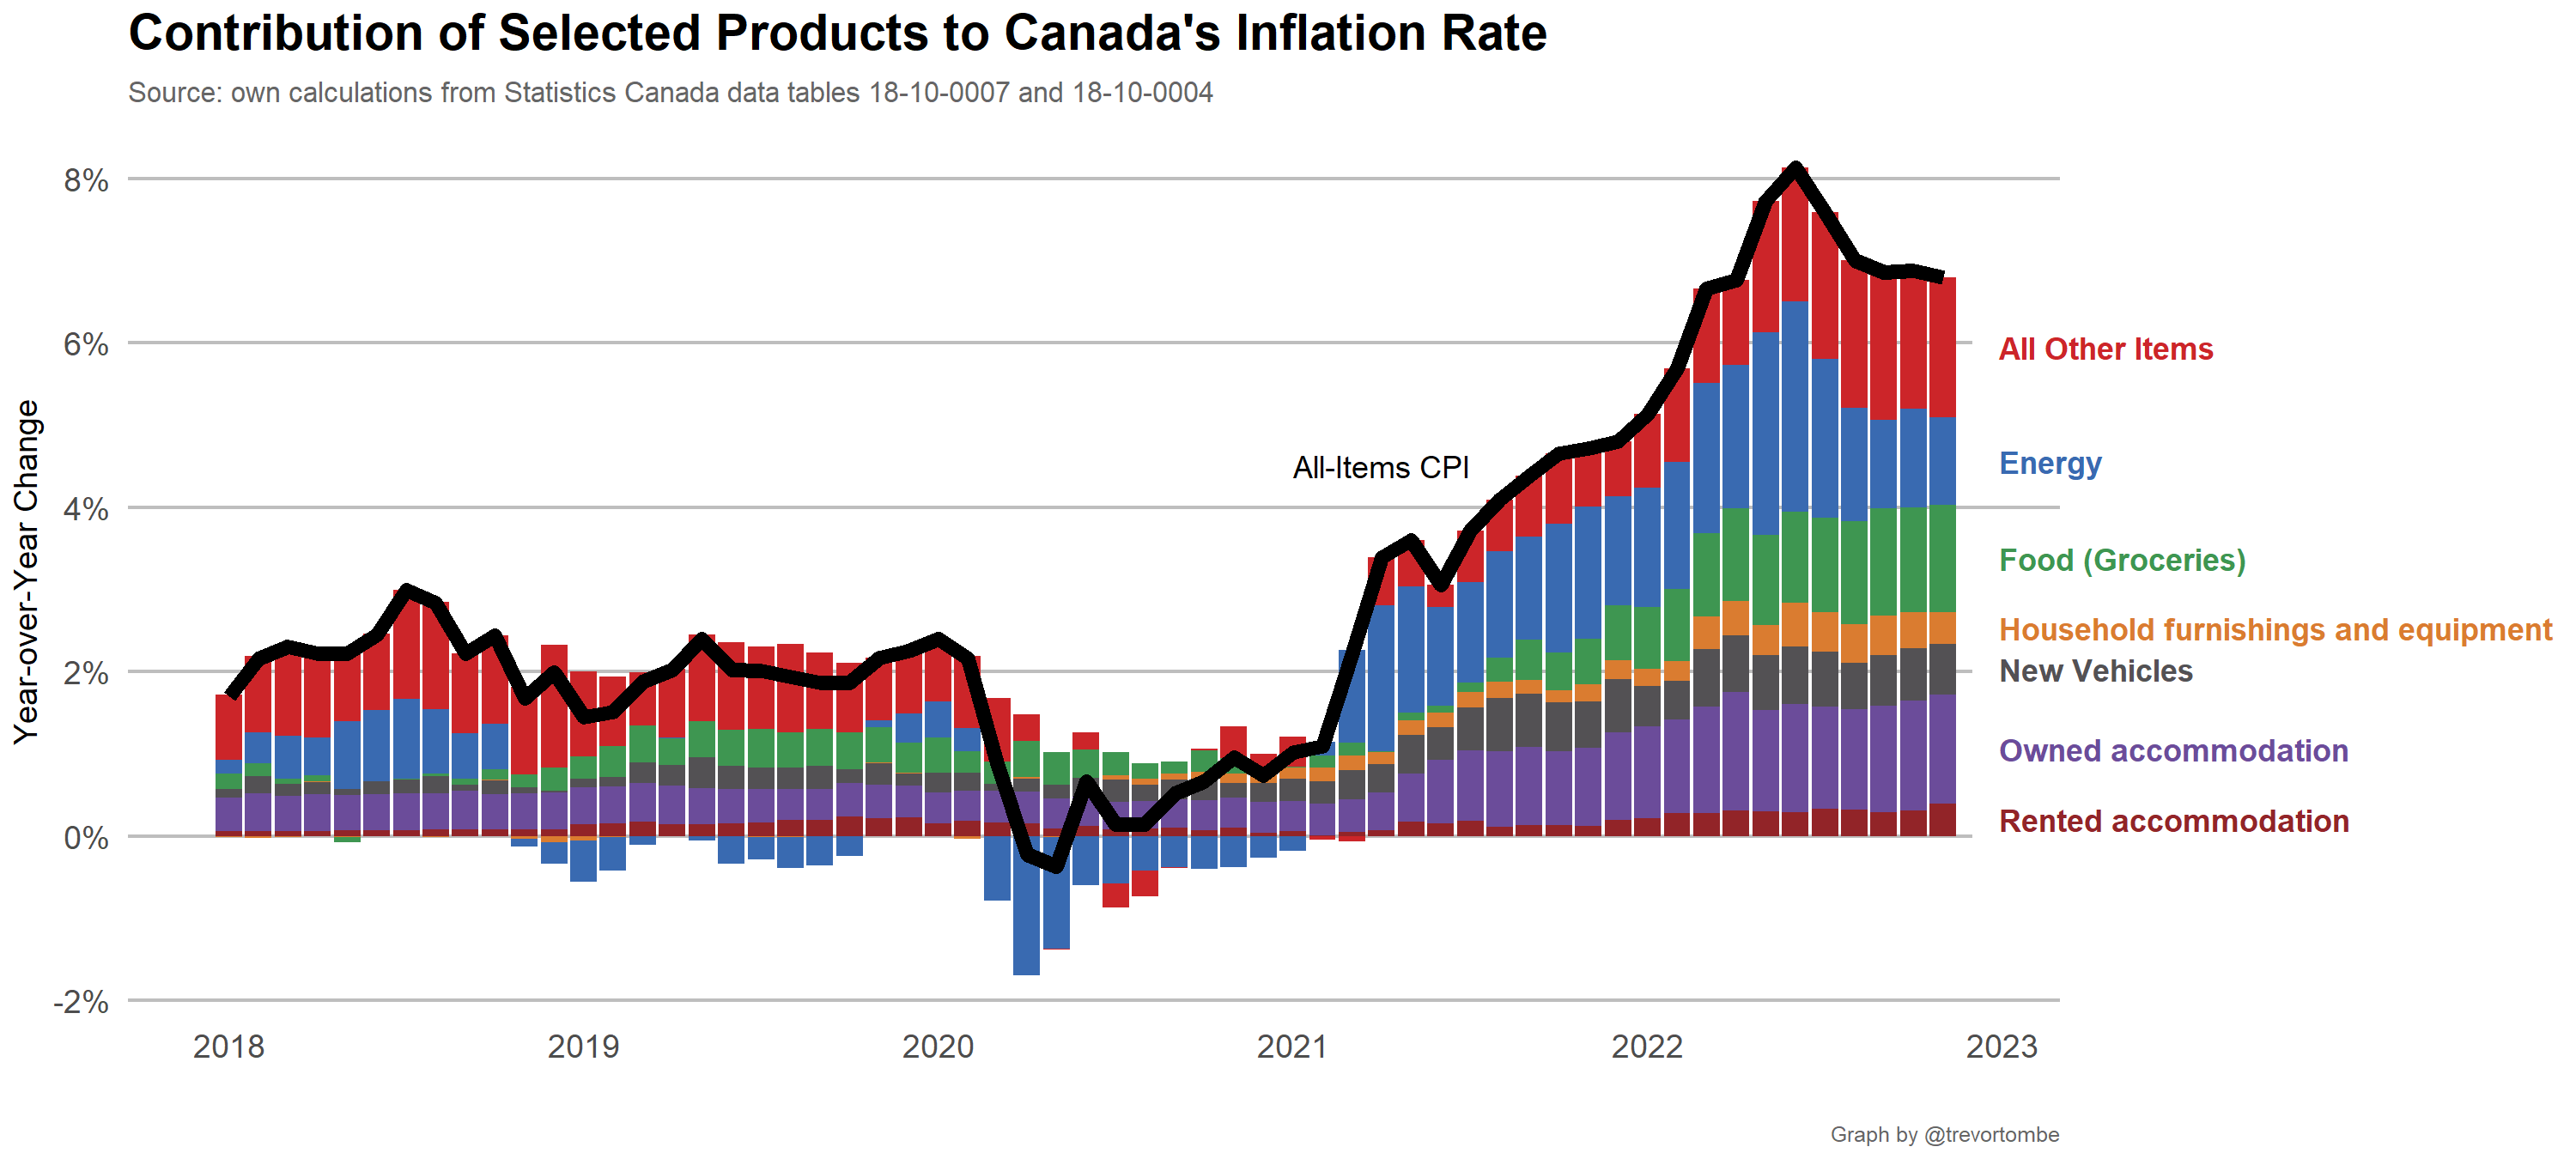 Contribution of Selected Products to Canada's Inflation Rate
Source: own calculations from Statistics Canada data tables 18-10-0007 and 18-10-0004
Year-over-Year Change
8%
6%
4%
2%
0%
-2%
All-Items CPI
All Other Items
Energy
Food (Groceries)
Household furnishings and equipment
New Vehicles
Owned accommodation
Rented accommodation
2018 2019 2020 2021 2022 2023
Graph by @trevortombe